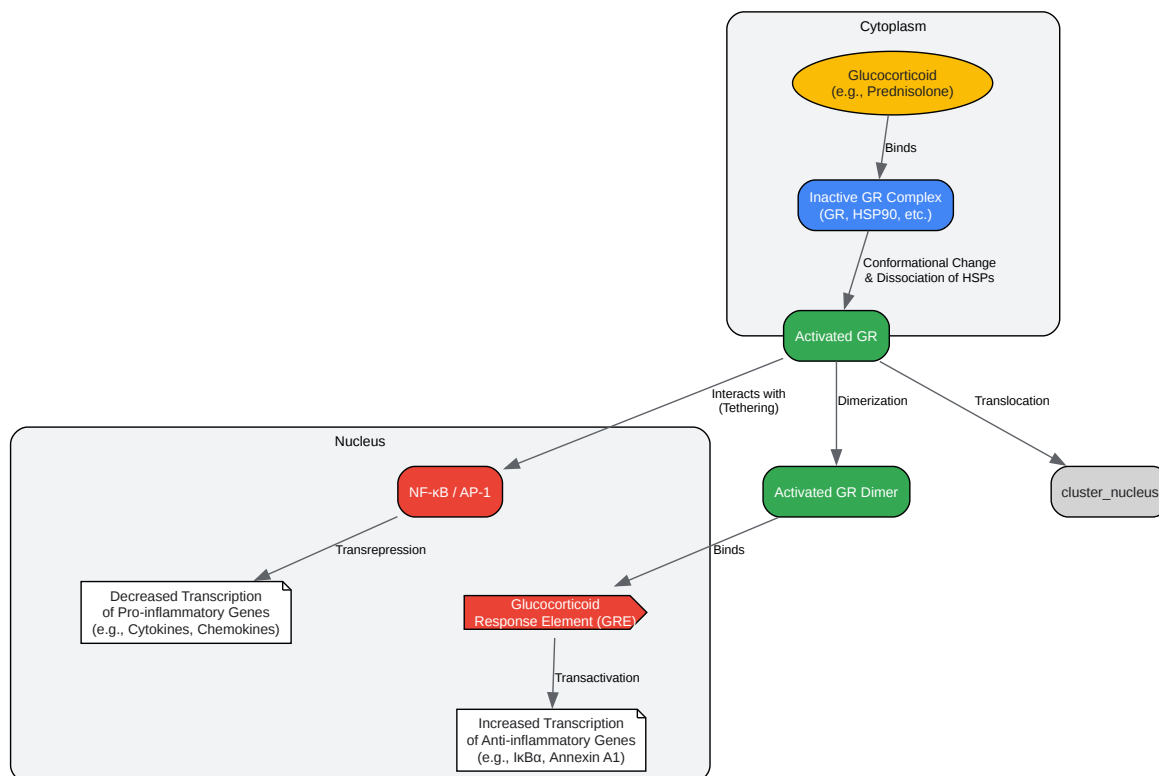 Cytoplasm
Glucocorticoid
(e.g., Prednisolone)
Binds
Inactive GR Complex
(GR, HSP90, etc.)
Conformational Change
& Dissociation of HSPs
Activated GR
Interacts with
(Tethering)
Dimerization
Translocation
Nucleus
NF-κB / AP-1
Activated GR Dimer
cluster_nucleus
Transrepression
Binds
Decreased Transcription
of Pro-inflammatory Genes
(e.g., Cytokines, Chemokines)
Glucocorticoid
Response Element (GRE)
Transactivation
Increased Transcription
of Anti-inflammatory Genes
(e.g., IκBα, Annexin A1)